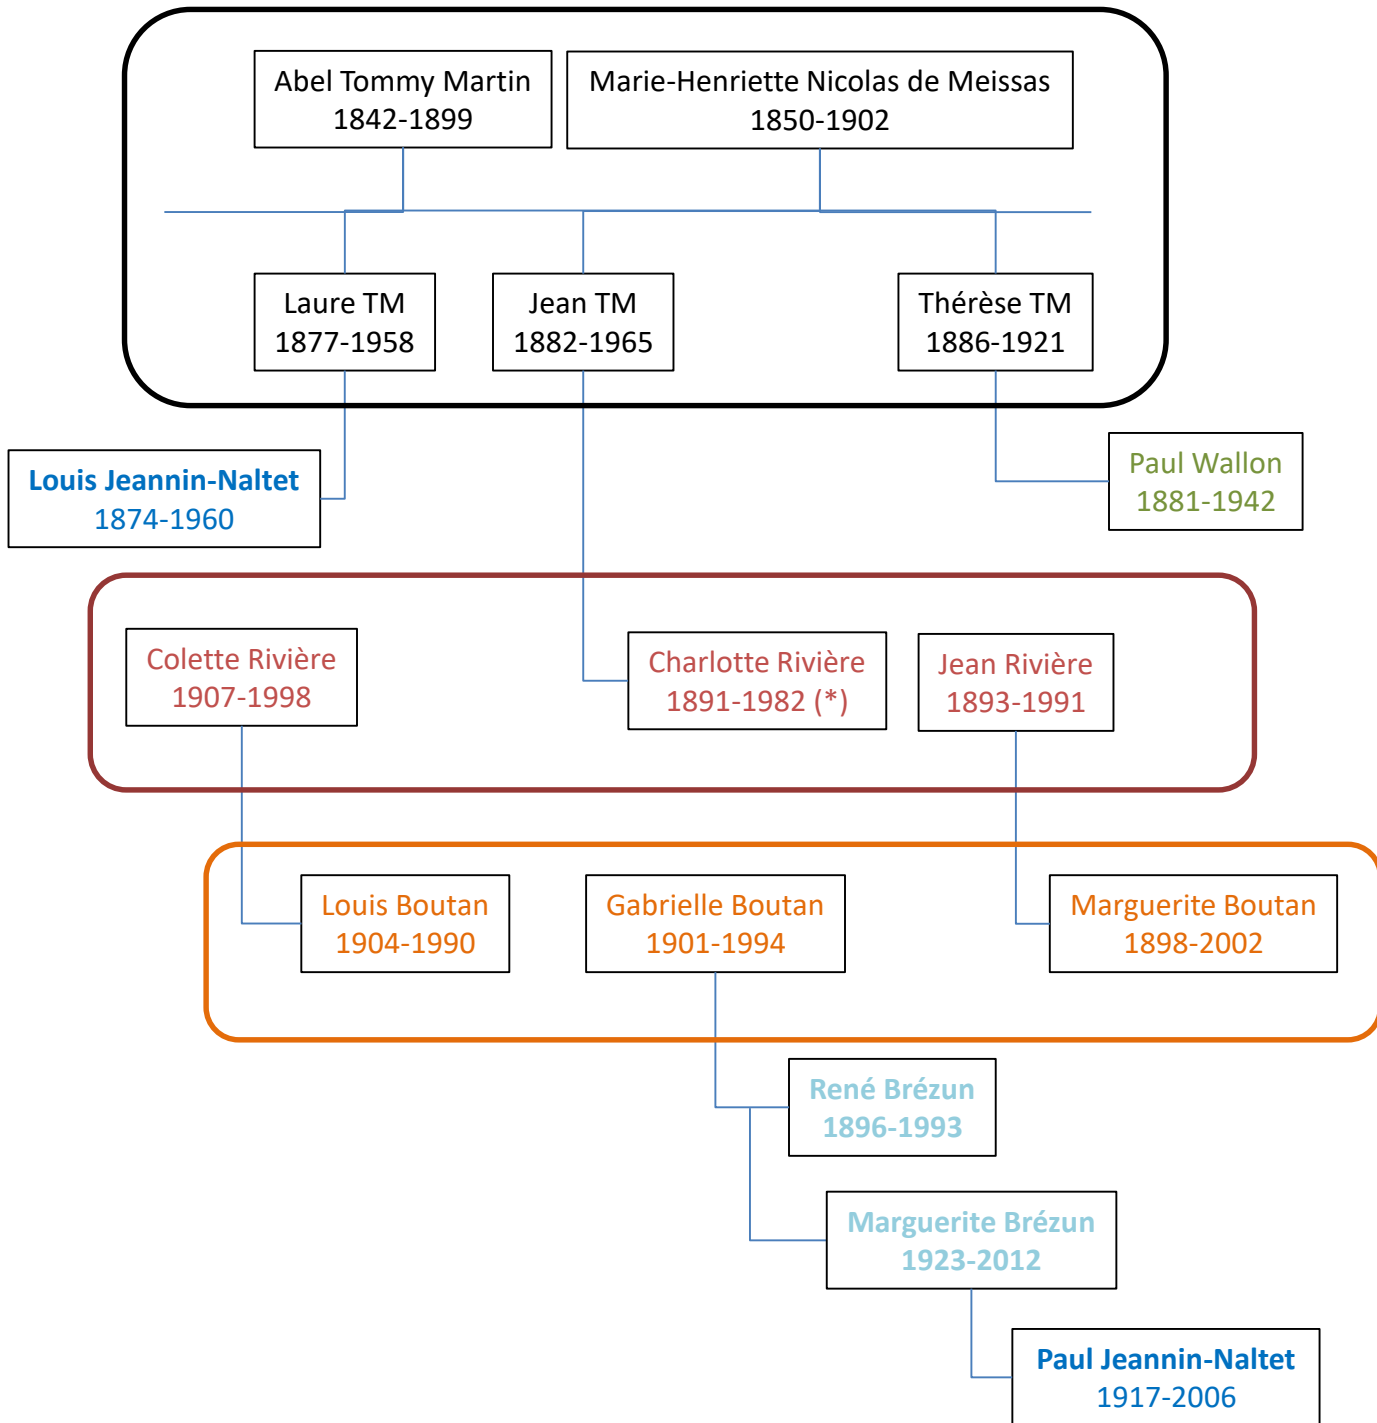 Abel Tommy Martin
1842-1899
Marie-Henriette Nicolas de Meissas
1850-1902
Laure TM
1877-1958
Jean TM
1882-1965
Thérèse TM
1886-1921
Louis Jeannin-Naltet
1874-1960
Paul Wallon
1881-1942
Colette Rivière
1907-1998
Charlotte Rivière
1891-1982 (*)
Jean Rivière
1893-1991
Louis Boutan
1904-1990
Gabrielle Boutan
1901-1994
Marguerite Boutan
1898-2002
René Brézun
1896-1993
Marguerite Brézun
1923-2012
Paul Jeannin-Naltet
1917-2006